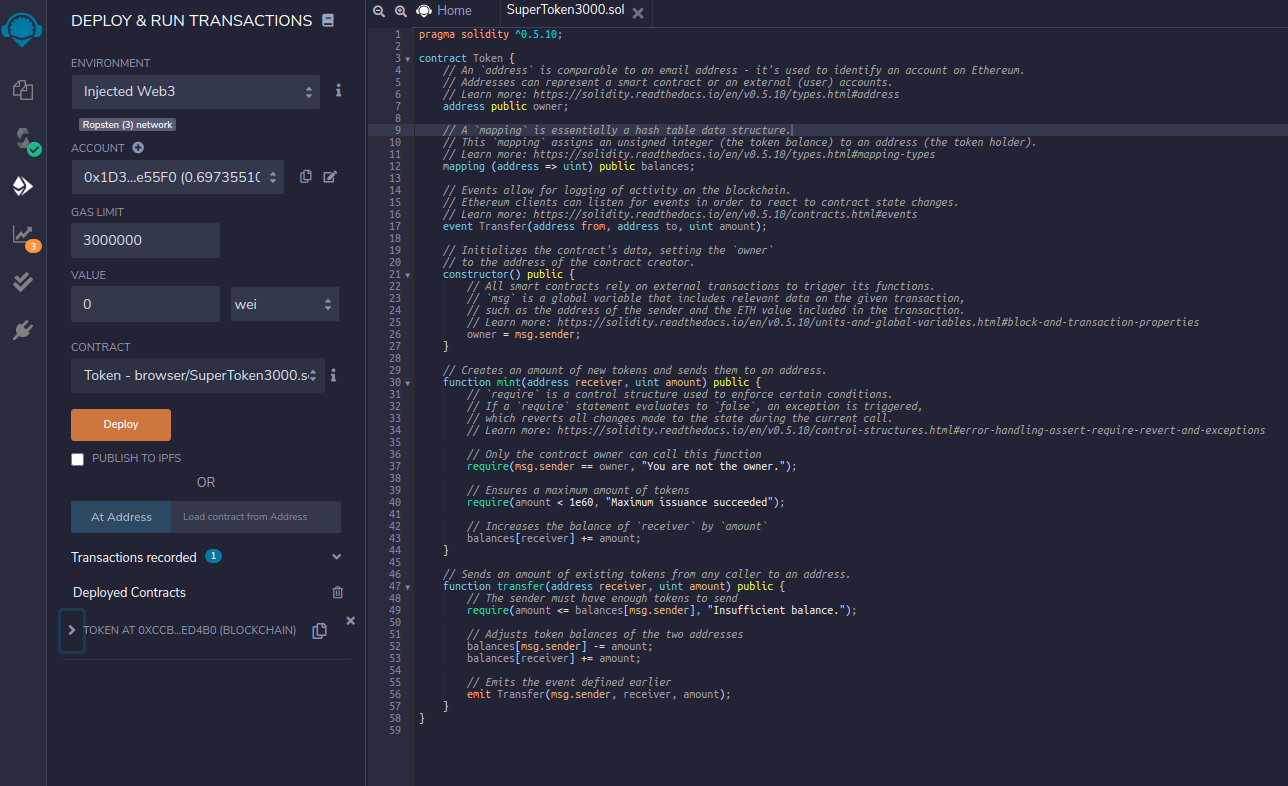 DEPLOY & RUN TRANSACTIONS
ENVIRONMENT
Injected Web3
Ropsten (3) network
ACCOUNT
0x1D3...e55F0 (0.69735510
GAS LIMIT
3000000
VALUE
0 wei
CONTRACT
Token - browser/SuperToken3000.s
Deploy
PUBLISH TO IPFS
OR
At Address Load contract from Address
Transactions recorded 1
Deployed Contracts
TOKEN AT 0XCCB...ED4B0 (BLOCKCHAIN)
3
Home SuperToken3000.sol
1 pragma solidity ^0.5.10;
2
3 contract Token {
4 // An `address` is comparable to an email address - it's used to identify an account on Ethereum.
5 // Addresses can represent a smart contract or an external (user) accounts.
6 // Learn more: https://solidity.readthedocs.io/en/v0.5.10/types.html#address
7 address public owner;
8
9 // A `mapping` is essentially a hash table data structure.
10 // This `mapping` assigns an unsigned integer (the token balance) to an address (the token holder).
11 // Learn more: https://solidity.readthedocs.io/en/v0.5.10/types.html#mapping-types
12 mapping (address => uint) public balances;
13
14 // Events allow for logging of activity on the blockchain.
15 // Ethereum clients can listen for events in order to react to contract state changes.
16 // Learn more: https://solidity.readthedocs.io/en/v0.5.10/contracts.html#events
17 event Transfer(address from, address to, uint amount);
18
19 // Initializes the contract's data, setting the `owner`
20 // to the address of the contract creator.
21 constructor() public {
22 // All smart contracts rely on external transactions to trigger its functions.
23 // `msg` is a global variable that includes relevant data on the given transaction,
24 // such as the address of the sender and the ETH value included in the transaction.
25 // Learn more: https://solidity.readthedocs.io/en/v0.5.10/units-and-global-variables.html#block-and-transaction-properties
26 owner = msg.sender;
27 }
28
29 // Creates an amount of new tokens and sends them to an address.
30 function mint(address receiver, uint amount) public {
31 // `require` is a control structure used to enforce certain conditions.
32 // If a `require` statement evaluates to `false`, an exception is triggered,
33 // which reverts all changes made to the state during the current call.
34 // Learn more: https://solidity.readthedocs.io/en/v0.5.10/control-structures.html#error-handling-assert-require-revert-and-exceptions
35
36 // Only the contract owner can call this function
37 require(msg.sender == owner, "You are not the owner.");
38
39 // Ensures a maximum amount of tokens
40 require(amount < 1e60, "Maximum issuance succeeded");
41
42 // Increases the balance of `receiver` by `amount`
43 balances[receiver] += amount;
44 }
45
46 // Sends an amount of existing tokens from any caller to an address.
47 function transfer(address receiver, uint amount) public {
48 // The sender must have enough tokens to send
49 require(amount <= balances[msg.sender], "Insufficient balance.");
50
51 // Adjusts token balances of the two addresses
52 balances[msg.sender] -= amount;
53 balances[receiver] += amount;
54
55 // Emits the event defined earlier
56 emit Transfer(msg.sender, receiver, amount);
57 }
58 }
59